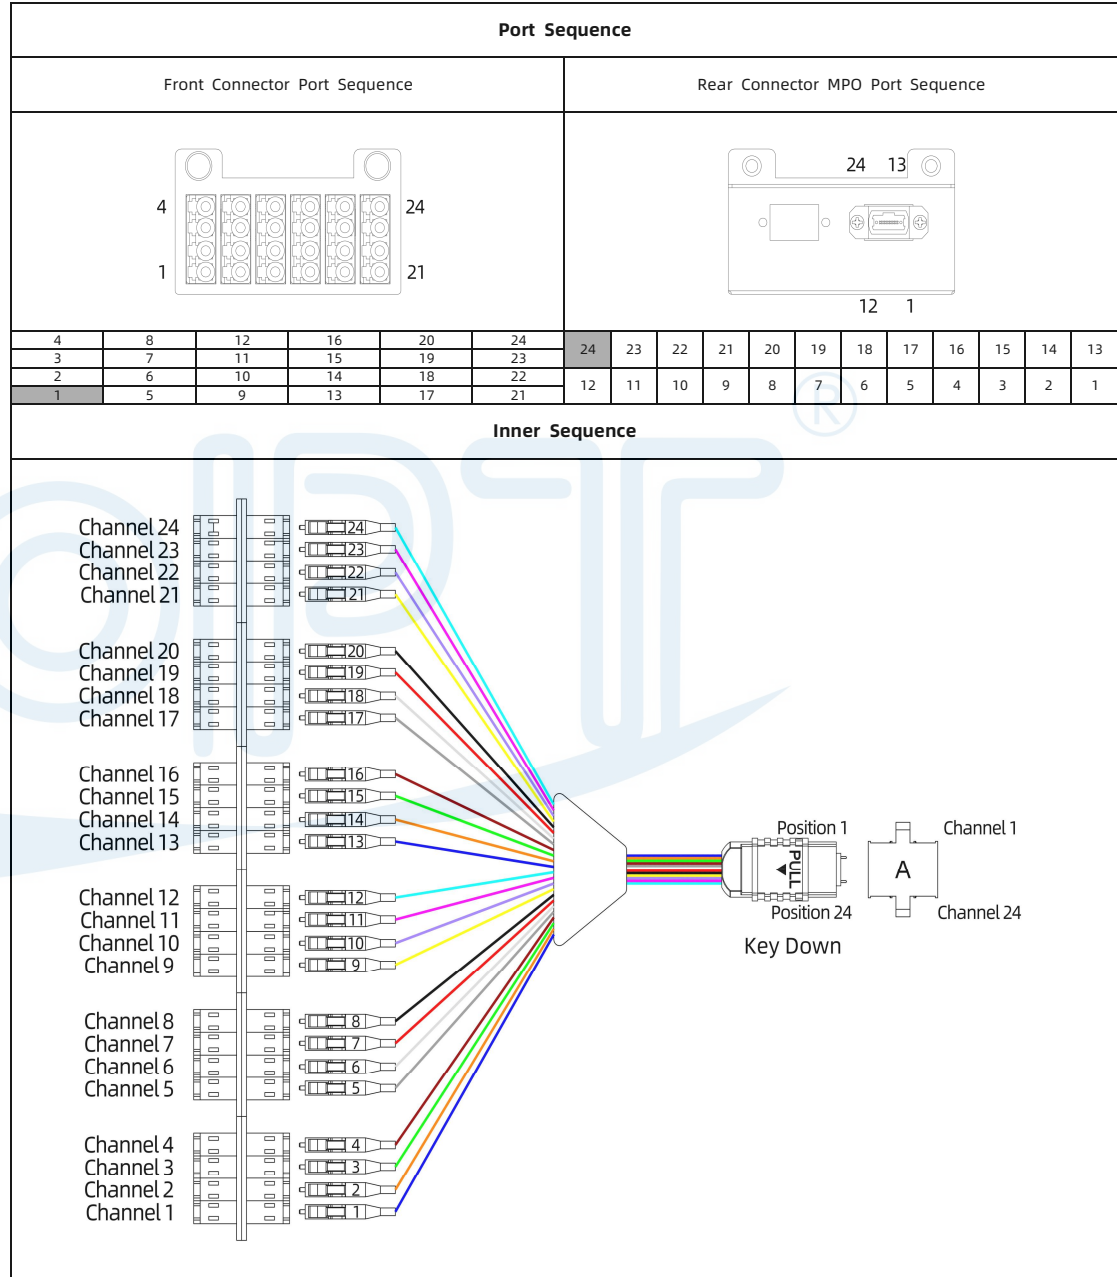 Port Sequence
Front Connector Port Sequence
Rear Connector MPO Port Sequence
4
24
1
21
24 13
12 1
4 8 12 16 20 24
3 7 11 15 19 23
2 6 10 14 18 22
1 5 9 13 17 21
24 23 22 21 20 19 18 17 16 15 14 13
12 11 10 9 8 7 6 5 4 3 2 1
®
Inner Sequence
Channel 24 24
Channel 23 23
Channel 22 22
Channel 21 21
Channel 20 20
Channel 19 19
Channel 18 18
Channel 17 17
Channel 16 16
Channel 15 15
Channel 14 14
Channel 13 13
Channel 12 12
Channel 11 11
Channel 10 10
Channel 9 9
Channel 8 8
Channel 7 7
Channel 6 6
Channel 5 5
Channel 4 4
Channel 3 3
Channel 2 2
Channel 1 1
Position 1
PULL
Position 24
Key Down
Channel 1
A
Channel 24